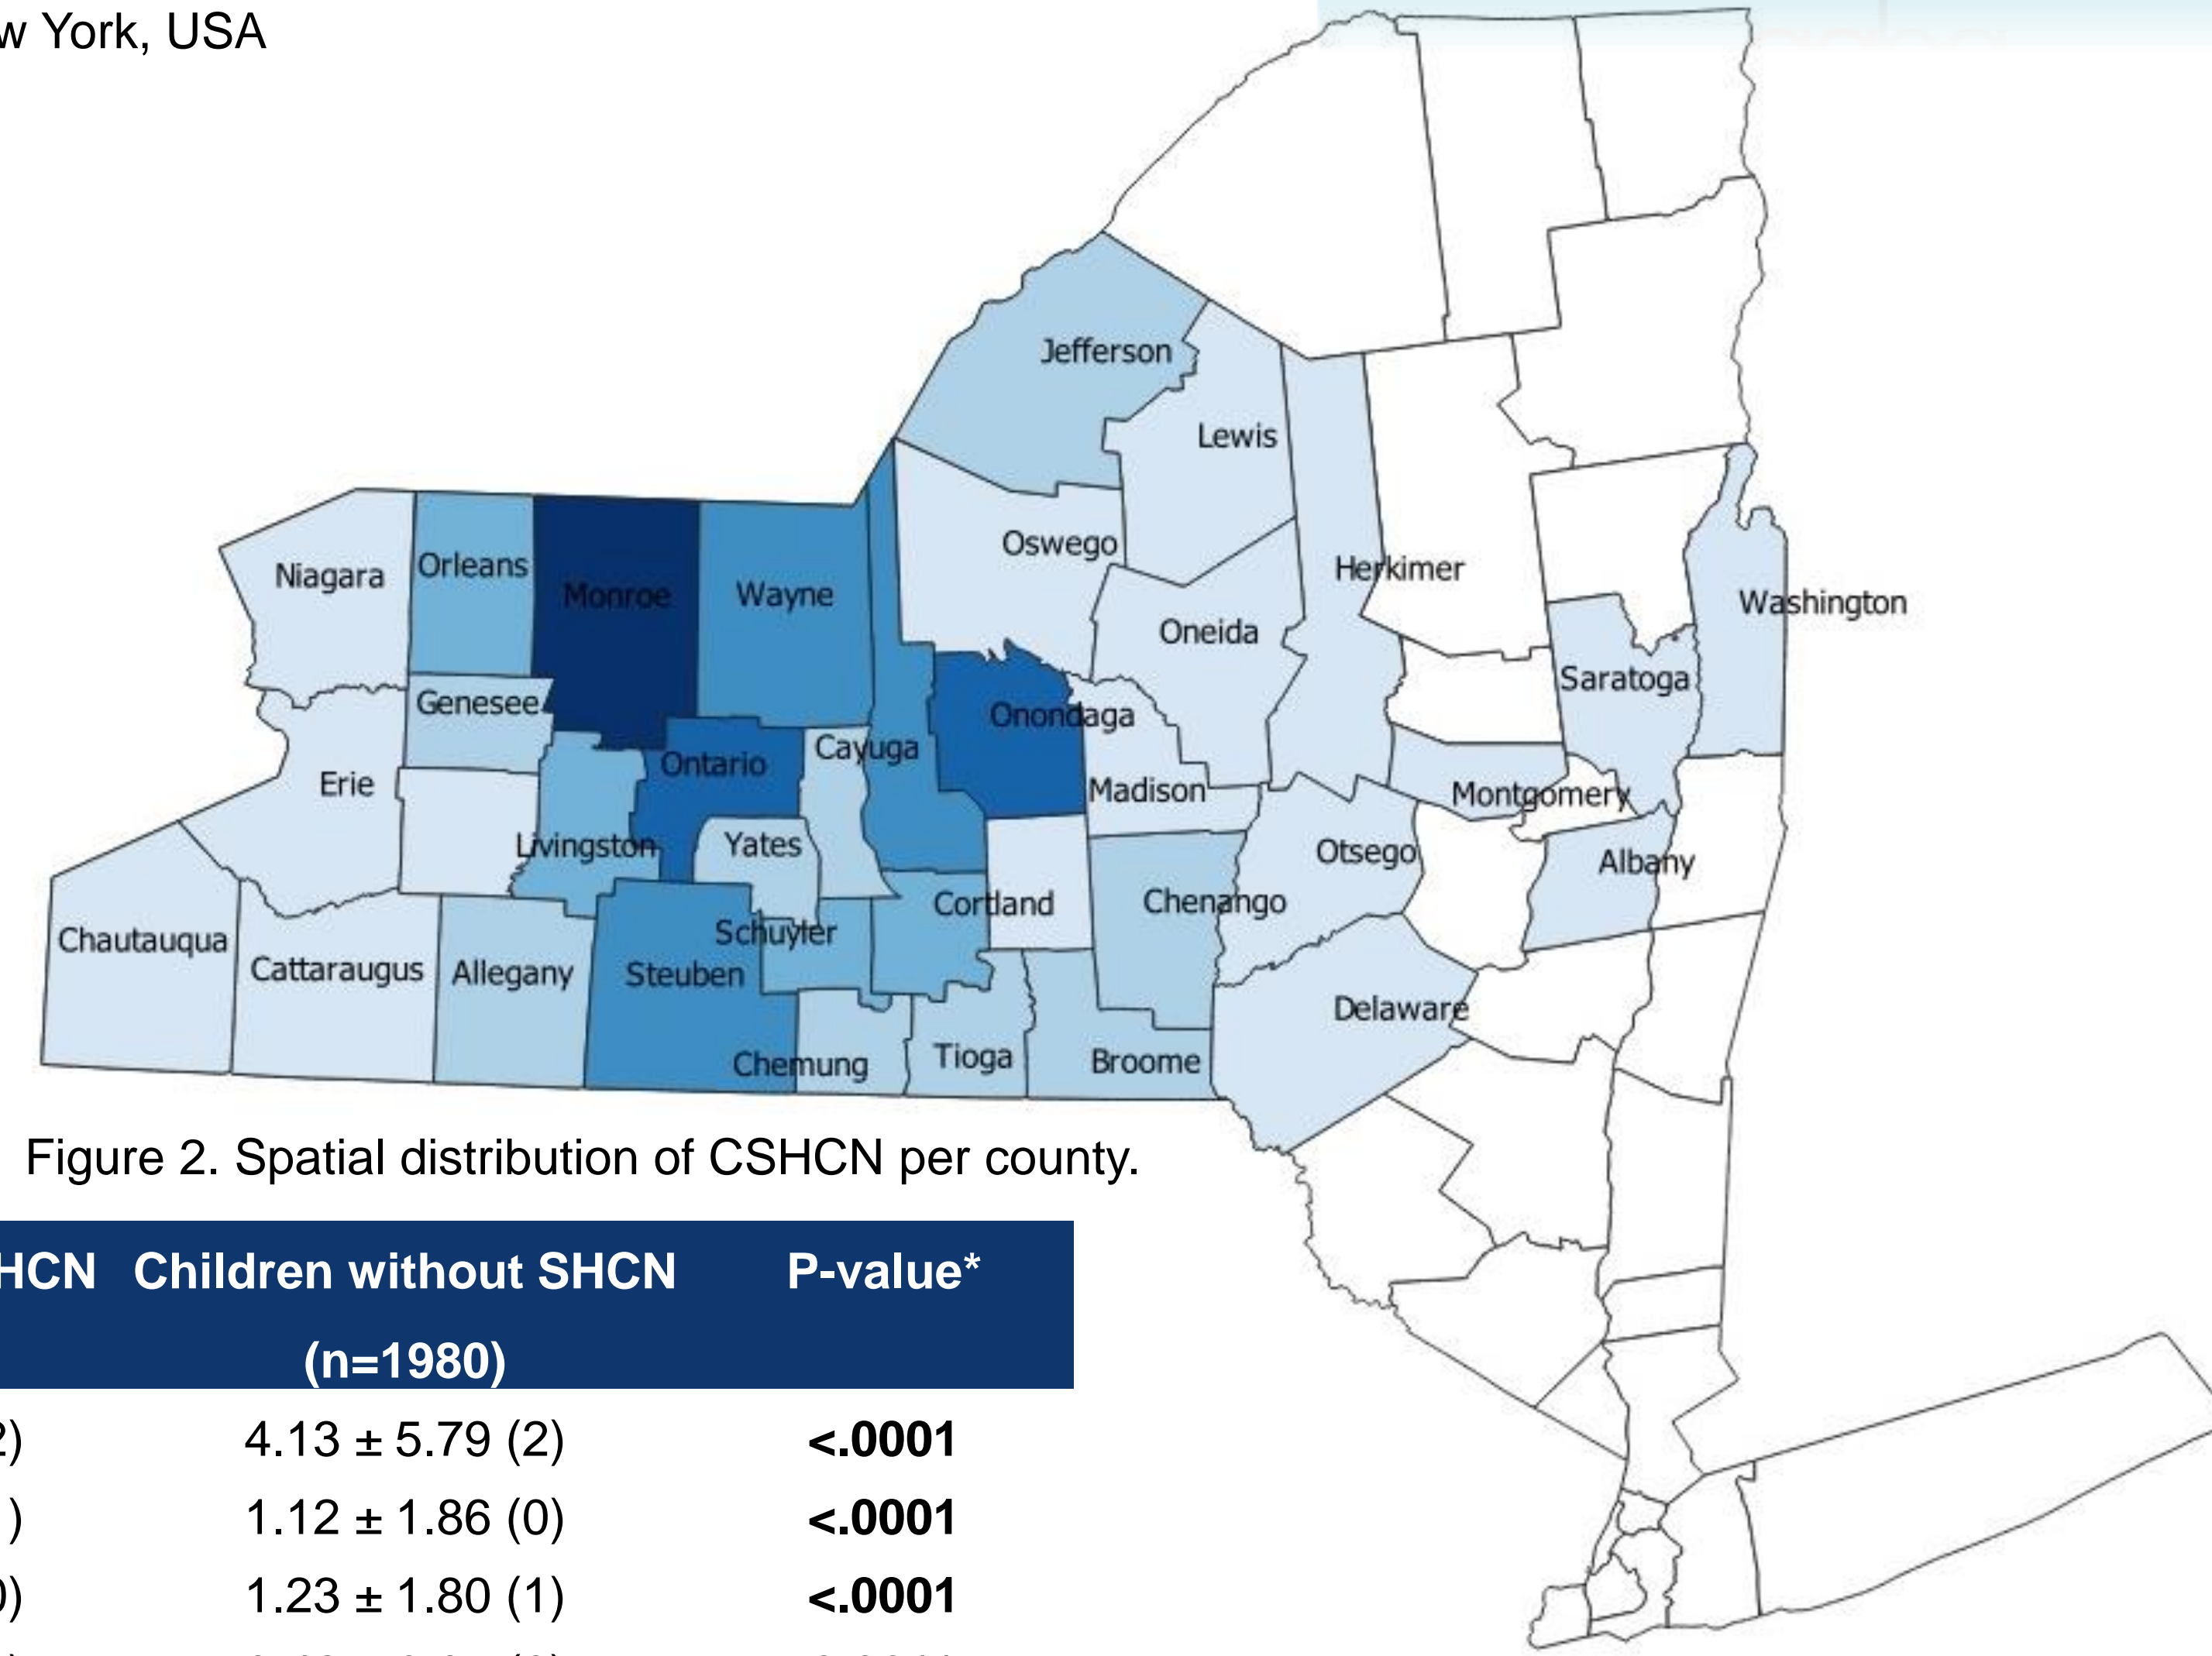 w York, USA
Jefferson
Lewis
Oswego
Herkimer
Niagara
Orleans
Monroe
Wayne
Washington
Oneida
Saratoga
Genesee
Onondaga
Cayuga
Ontario
Erie
Madison
Montgomery
Livingston
Yates
Otsego
Albany
Cortland
Chenango
Chautauqua
Schuyler
Cattaraugus
Allegany
Steuben
Delaware
Chemung
Tioga
Broome
Figure 2. Spatial distribution of CSHCN per county.
HCN Children without SHCN P-value*
(n=1980)
2) 4.13 ± 5.79 (2) <.0001
) 1.12 ± 1.86 (0) <.0001
0) 1.23 ± 1.80 (1) <.0001